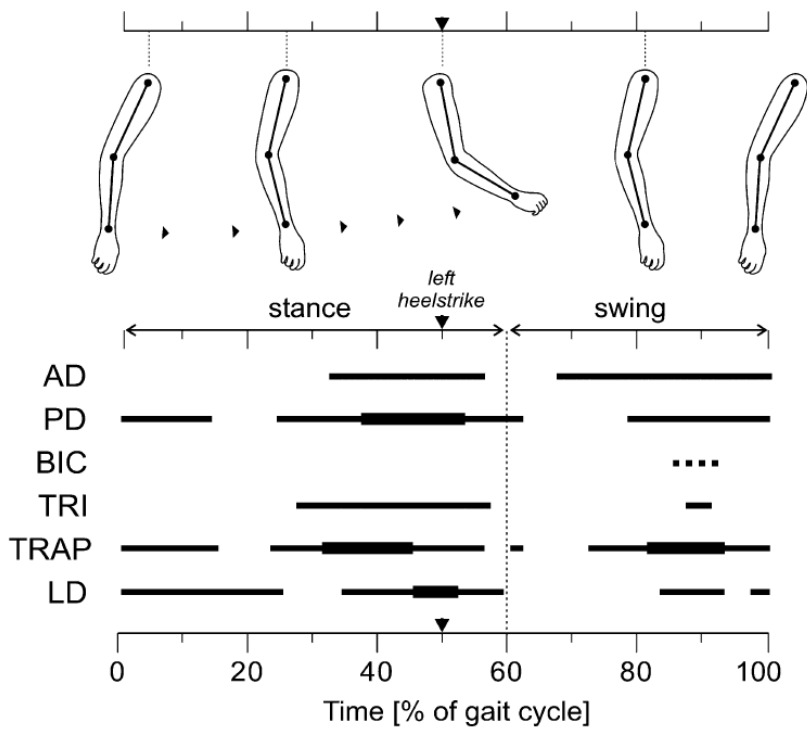 left
heelstrike
stance
swing
AD
PD
BIC
TRI
TRAP
LD
0 20 40 60 80 100
Time [% of gait cycle]